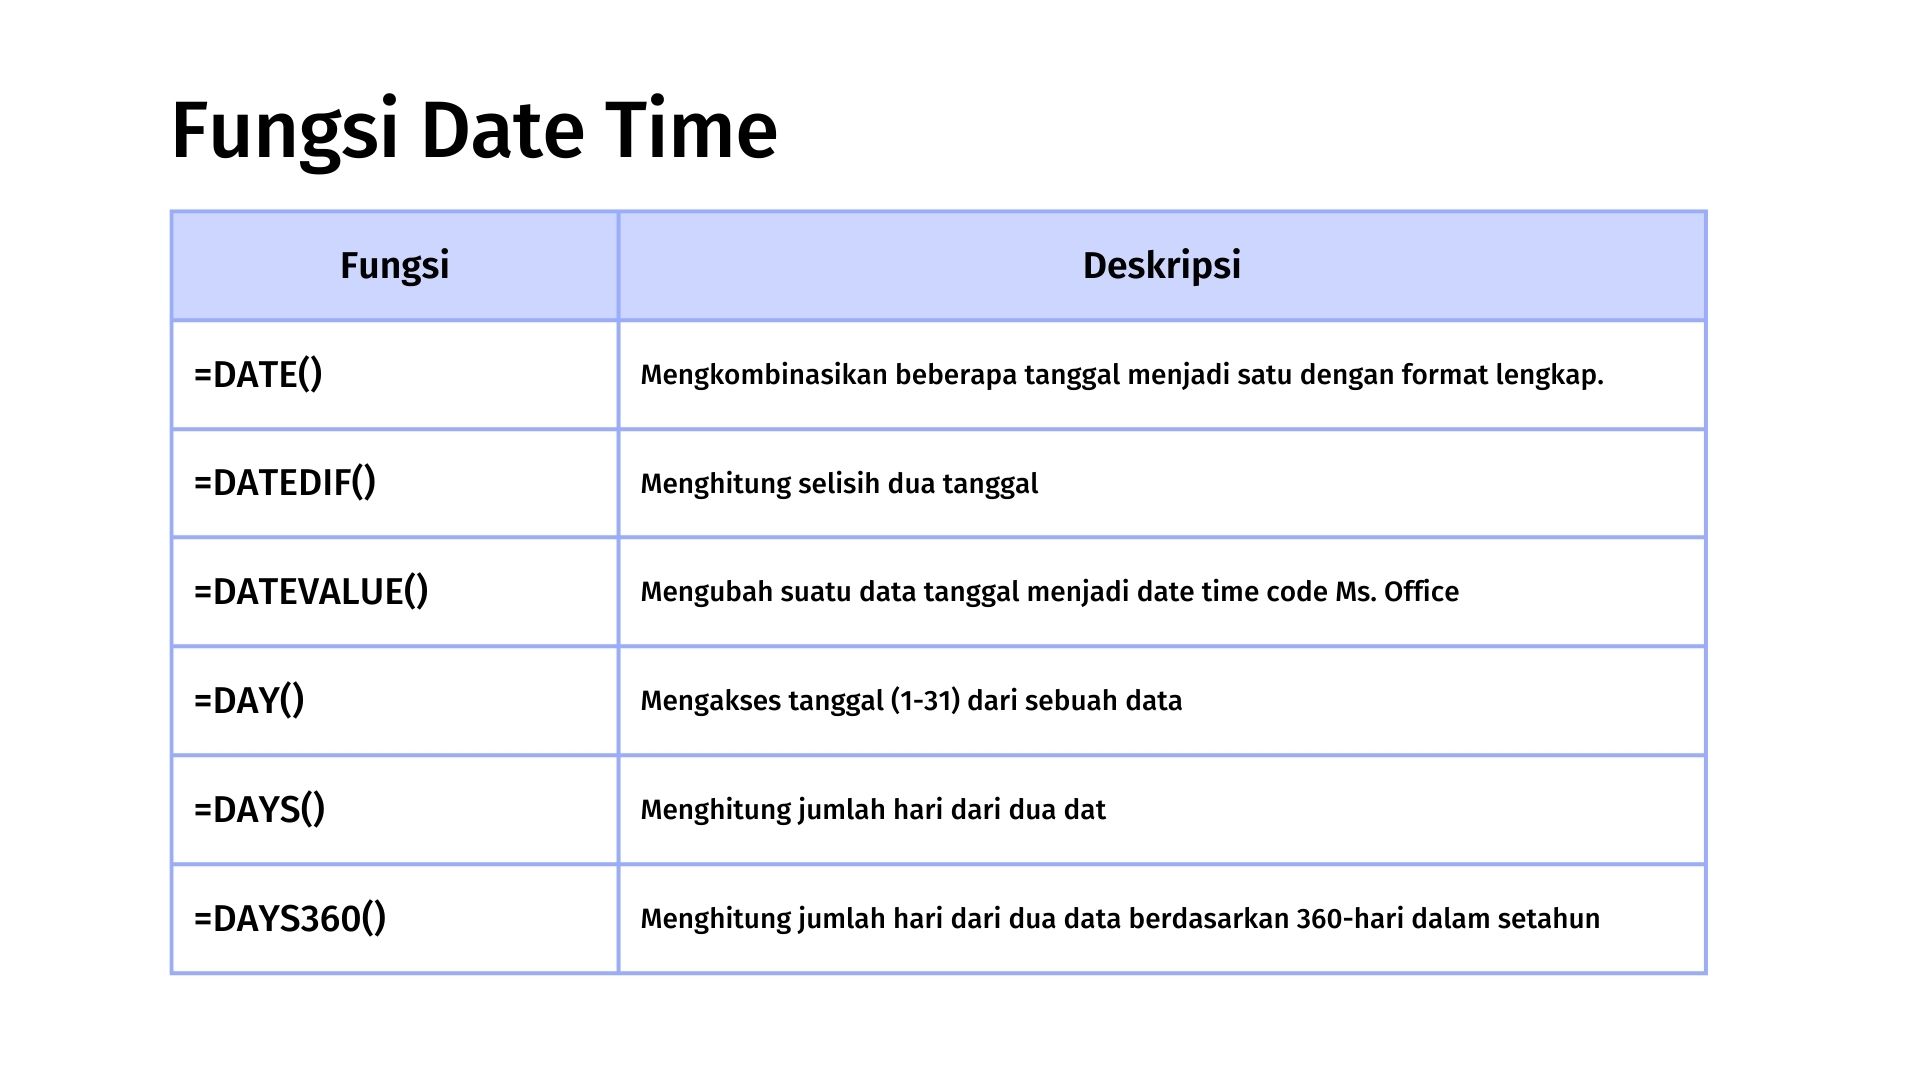 Fungsi Date Time
Fungsi Deskripsi
=DATE() Mengkombinasikan beberapa tanggal menjadi satu dengan format lengkap.
=DATEDIF() Menghitung selisih dua tanggal
=DATEVALUE() Mengubah suatu data tanggal menjadi date time code Ms. Office
=DAY() Mengakses tanggal (1-31) dari sebuah data
=DAYS() Menghitung jumlah hari dari dua dat
=DAYS360() Menghitung jumlah hari dari dua data berdasarkan 360-hari dalam setahun